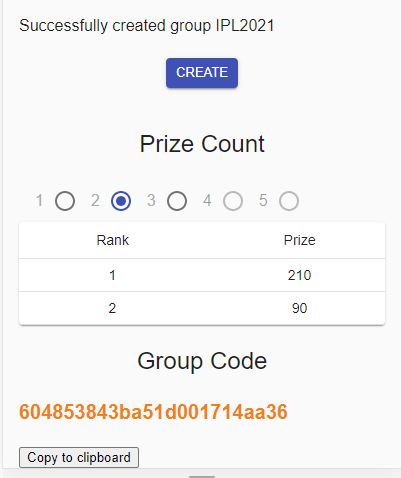 Successfully created group IPL2021
CREATE
Prize Count
1 2 3 4 5
Rank Prize
1 210
2 90
Group Code
604853843ba51d001714aa36
Copy to clipboard